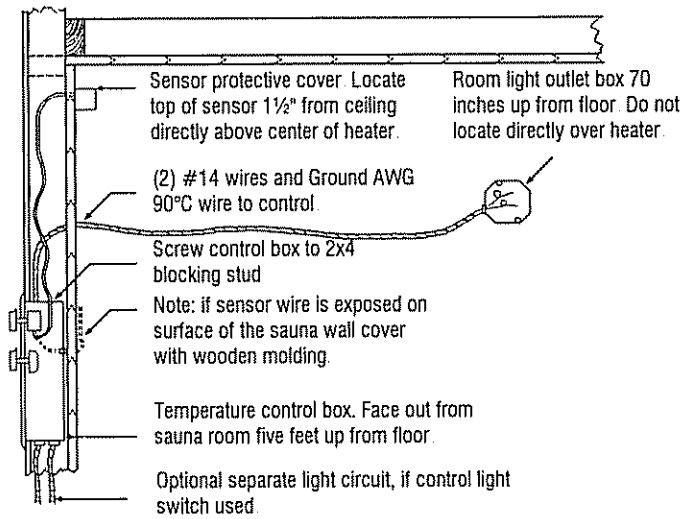 Sensor protective cover. Locate
top of sensor 1½" from ceiling
directly above center of heater.
Room light outlet box 70
inches up from floor. Do not
locate directly over heater.
(2) #14 wires and Ground AWG
90°C wire to control.
Screw control box to 2x4
blocking stud
Note: if sensor wire is exposed on
surface of the sauna wall cover
with wooden molding.
Temperature control box. Face out from
sauna room five feet up from floor.
Optional separate light circuit, if control light
switch used.